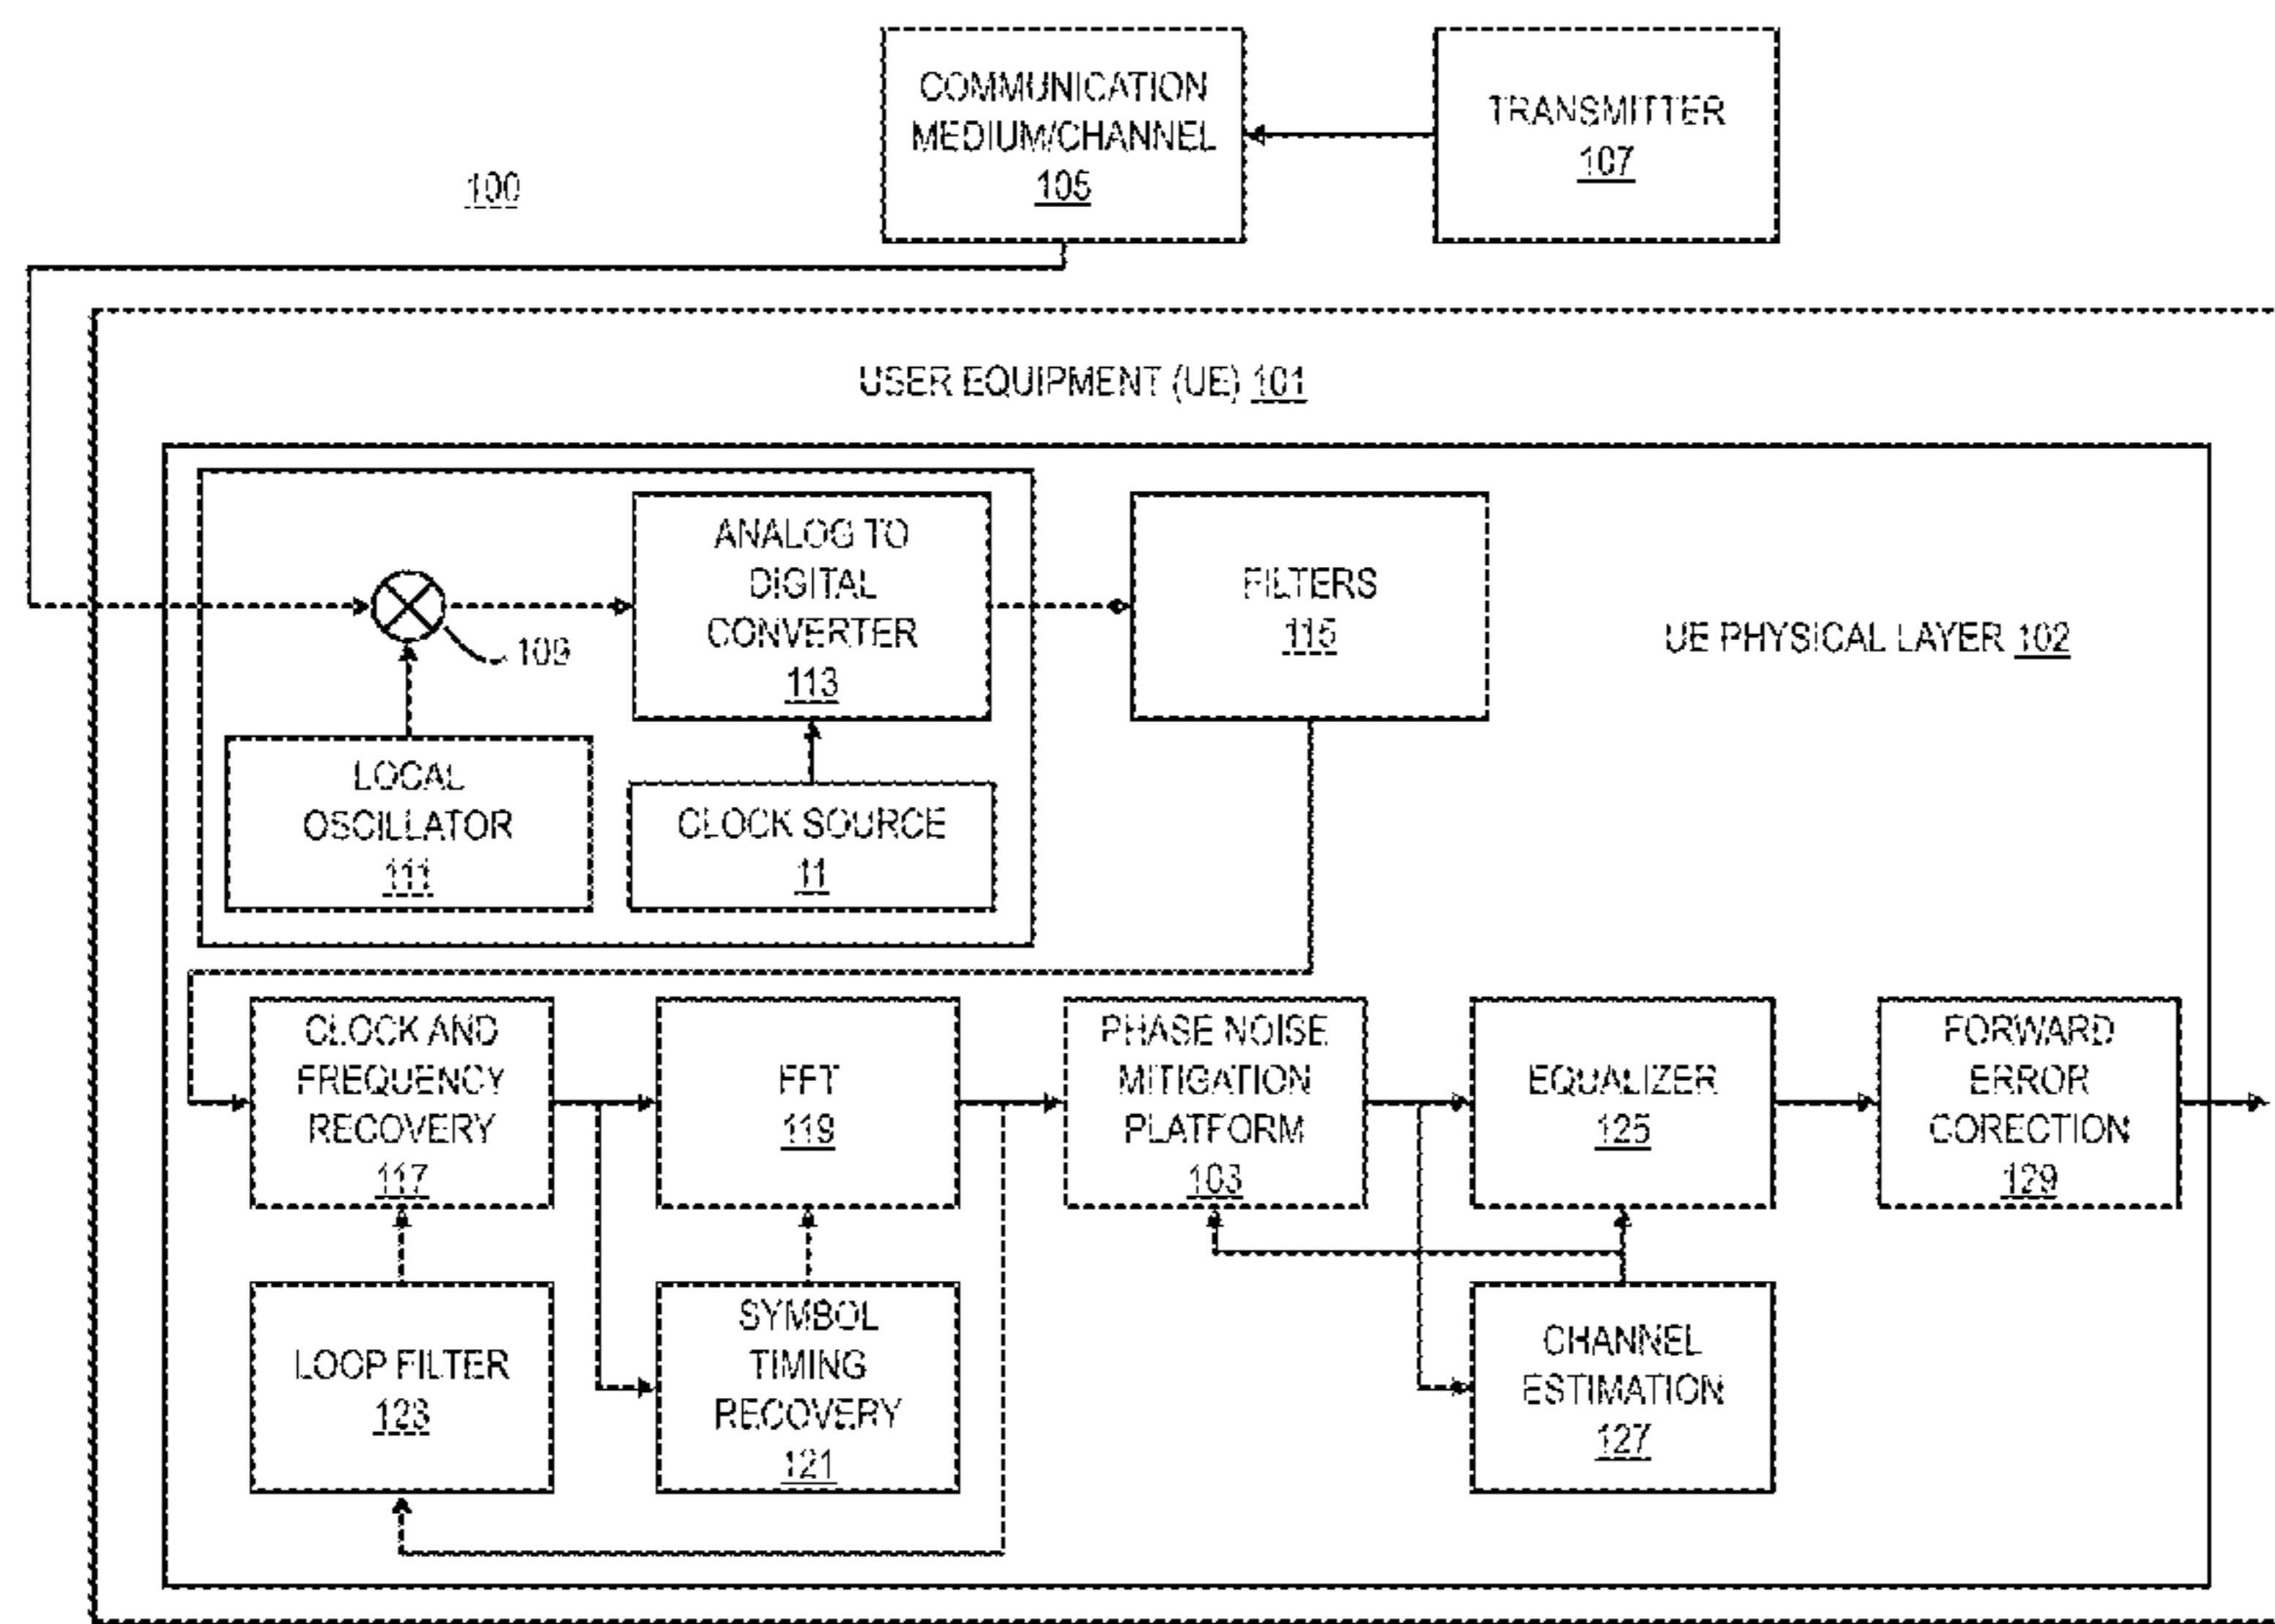 COMMUNICATION
MEDIUM/CHANNEL
105
TRANSMITTER
107
100
USER EQUIPMENT (UE) 101
ANALOG TO
DIGITAL
CONVERTER
113
FILTERS
115
UE PHYSICAL LAYER 102
109
LOCAL
OSCILLATOR
111
CLOCK SOURCE
11
CLOCK AND
FREQUENCY
RECOVERY
117
FFT
119
PHASE NOISE
MITIGATION
PLATFORM
103
EQUALIZER
125
FORWARD
ERROR
CORECTION
129
LOOP FILTER
123
SYMBOL
TIMING
RECOVERY
121
CHANNEL
ESTIMATION
127